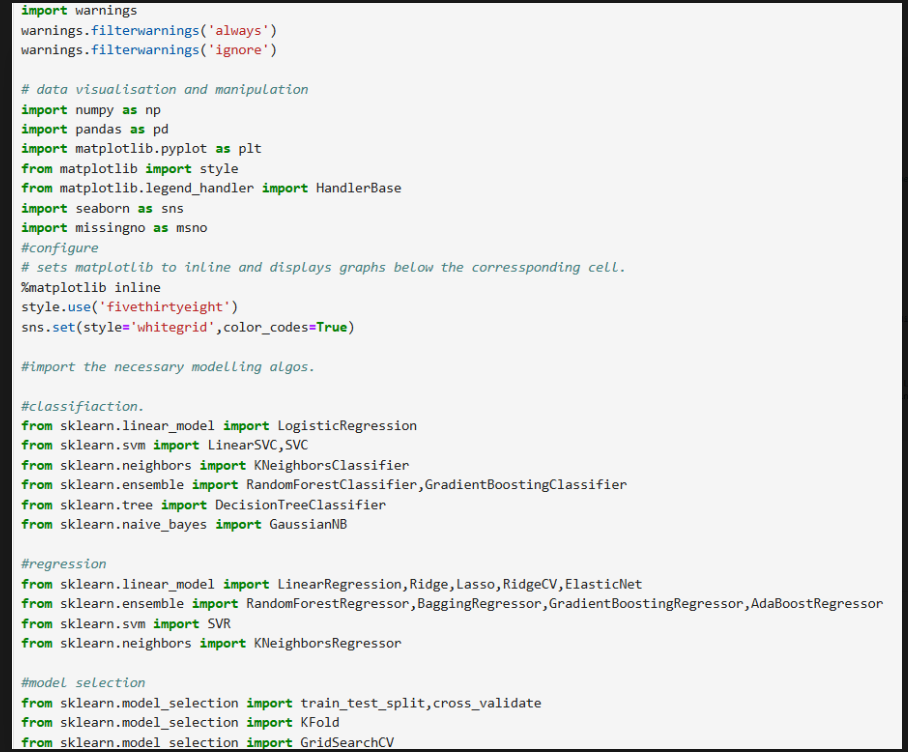 import warnings
warnings.filterwarnings('always')
warnings.filterwarnings('ignore')
# data visualisation and manipulation
import numpy as np
import pandas as pd
import matplotlib.pyplot as plt
from matplotlib import style
from matplotlib.legend_handler import HandlerBase
import seaborn as sns
import missingno as msno
#configure
# sets matplotlib to inline and displays graphs below the corressponding cell.
%matplotlib inline
style.use('fivethirtyeight')
sns.set(style='whitegrid',color_codes=True)
#import the necessary modelling algos.
#classifiaction.
from sklearn.linear_model import LogisticRegression
from sklearn.svm import LinearSVC,SVC
from sklearn.neighbors import KNeighborsClassifier
from sklearn.ensemble import RandomForestClassifier,GradientBoostingClassifier
from sklearn.tree import DecisionTreeClassifier
from sklearn.naive_bayes import GaussianNB
#regression
from sklearn.linear_model import LinearRegression,Ridge,Lasso,RidgeCV,ElasticNet
from sklearn.ensemble import RandomForestRegressor,BaggingRegressor,GradientBoostingRegressor,AdaBoostRegressor
from sklearn.svm import SVR
from sklearn.neighbors import KNeighborsRegressor
#model selection
from sklearn.model_selection import train_test_split,cross_validate
from sklearn.model_selection import KFold
from sklearn.model_selection import GridSearchCV